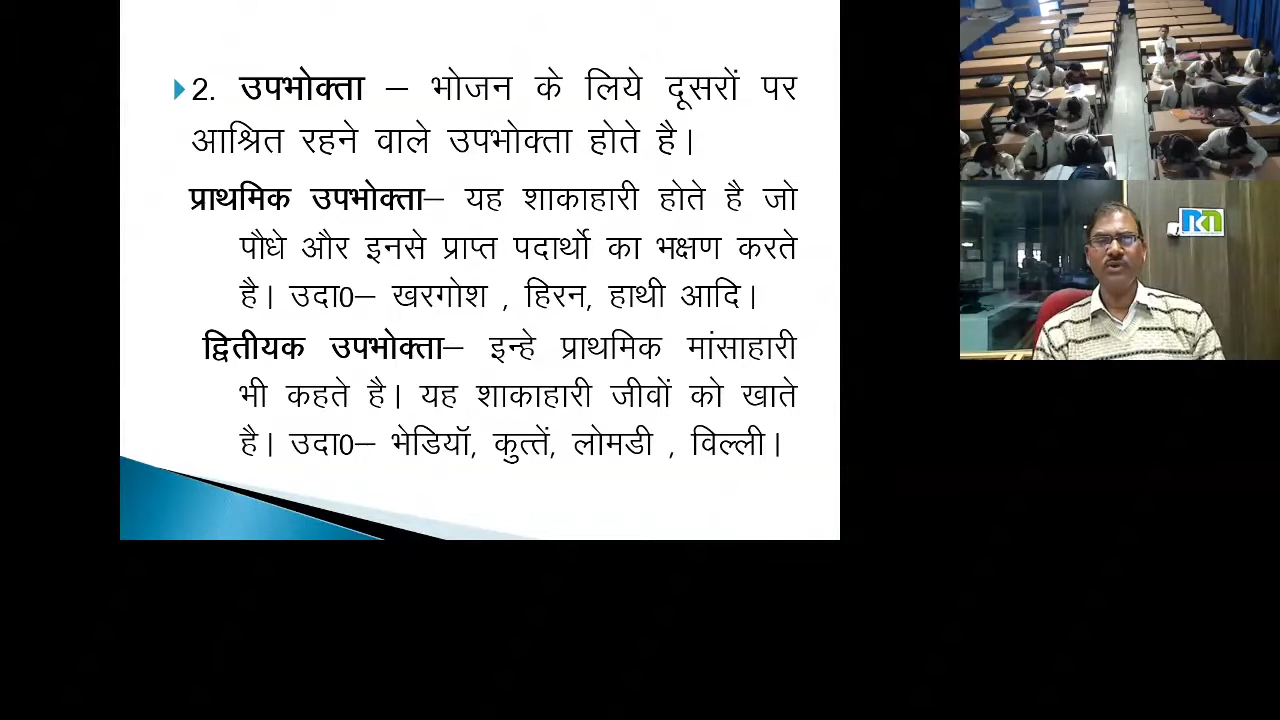 2. उपभोक्ता – भोजन के लिये दूसरों पर
आश्रित रहने वाले उपभोक्ता होते है।
प्राथमिक उपभोक्ता– यह शाकाहारी होते है जो
पौधे और इनसे प्राप्त पदार्थो का भक्षण करते
है। उदा0– खरगोश , हिरन, हाथी आदि।
द्वितीयक उपभोक्ता– इन्हे प्राथमिक मांसाहारी
भी कहते है। यह शाकाहारी जीवों को खाते
है। उदा0– भेडियॉ, कुत्तें, लोमडी , विल्ली।